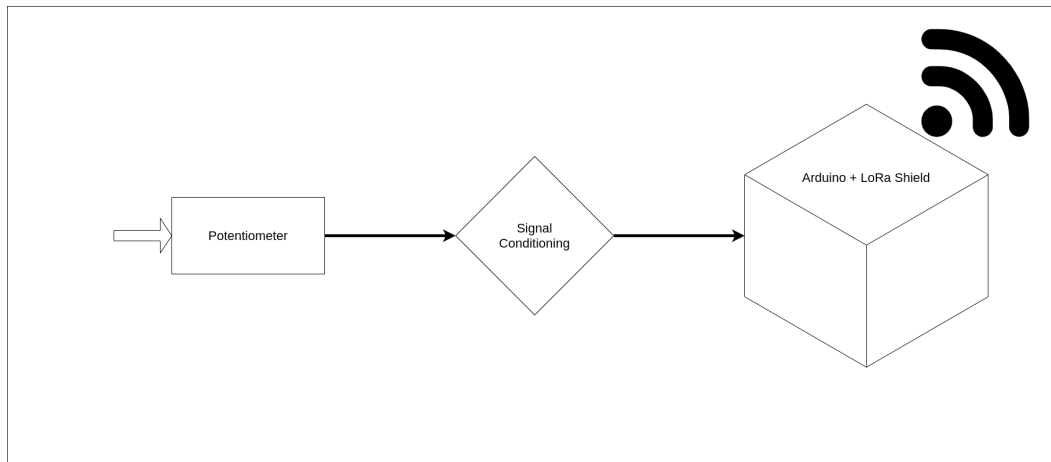 Potentiometer
Signal
Conditioning
Arduino + LoRa Shield